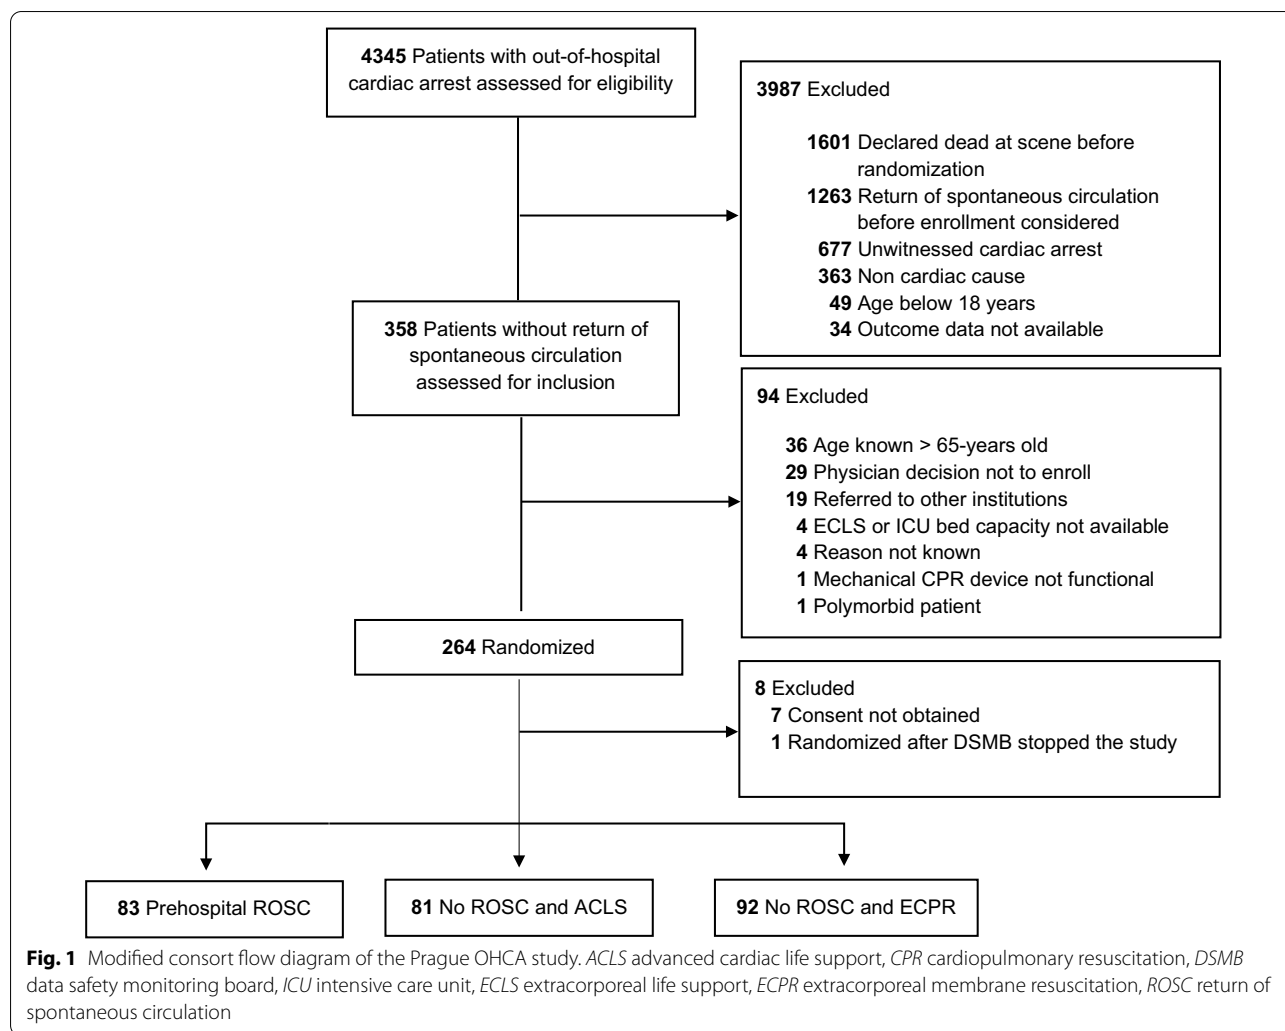 4345 Patients with out-of-hospital
cardiac arrest assessed for eligibility
3987 Excluded
1601 Declared dead at scene before
randomization
1263 Return of spontaneous circulation
before enrollment considered
677 Unwitnessed cardiac arrest
363 Non cardiac cause
49 Age below 18 years
34 Outcome data not available
358 Patients without return of
spontaneous circulation
assessed for inclusion
94 Excluded
36 Age known > 65-years old
29 Physician decision not to enroll
19 Referred to other institutions
4 ECLS or ICU bed capacity not available
4 Reason not known
1 Mechanical CPR device not functional
1 Polymorbid patient
264 Randomized
8 Excluded
7 Consent not obtained
1 Randomized after DSMB stopped the study
83 Prehospital ROSC
81 No ROSC and ACLS
92 No ROSC and ECPR
Fig. 1 Modified consort flow diagram of the Prague OHCA study. ACLS advanced cardiac life support, CPR cardiopulmonary resuscitation, DSMB
data safety monitoring board, ICU intensive care unit, ECLS extracorporeal life support, ECPR extracorporeal membrane resuscitation, ROSC return of
spontaneous circulation